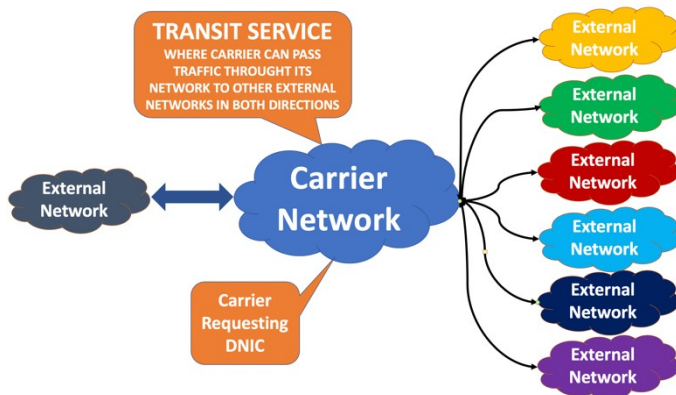 TRANSIT SERVICE
WHERE CARRIER CAN PASS
TRAFFIC THROUGHT ITS
NETWORK TO OTHER EXTERNAL
NETWORKS IN BOTH DIRECTIONS
External
Network
Carrier
Network
Carrier
Requesting
DNIC
External
Network
External
Network
External
Network
External
Network
External
Network
External
Network